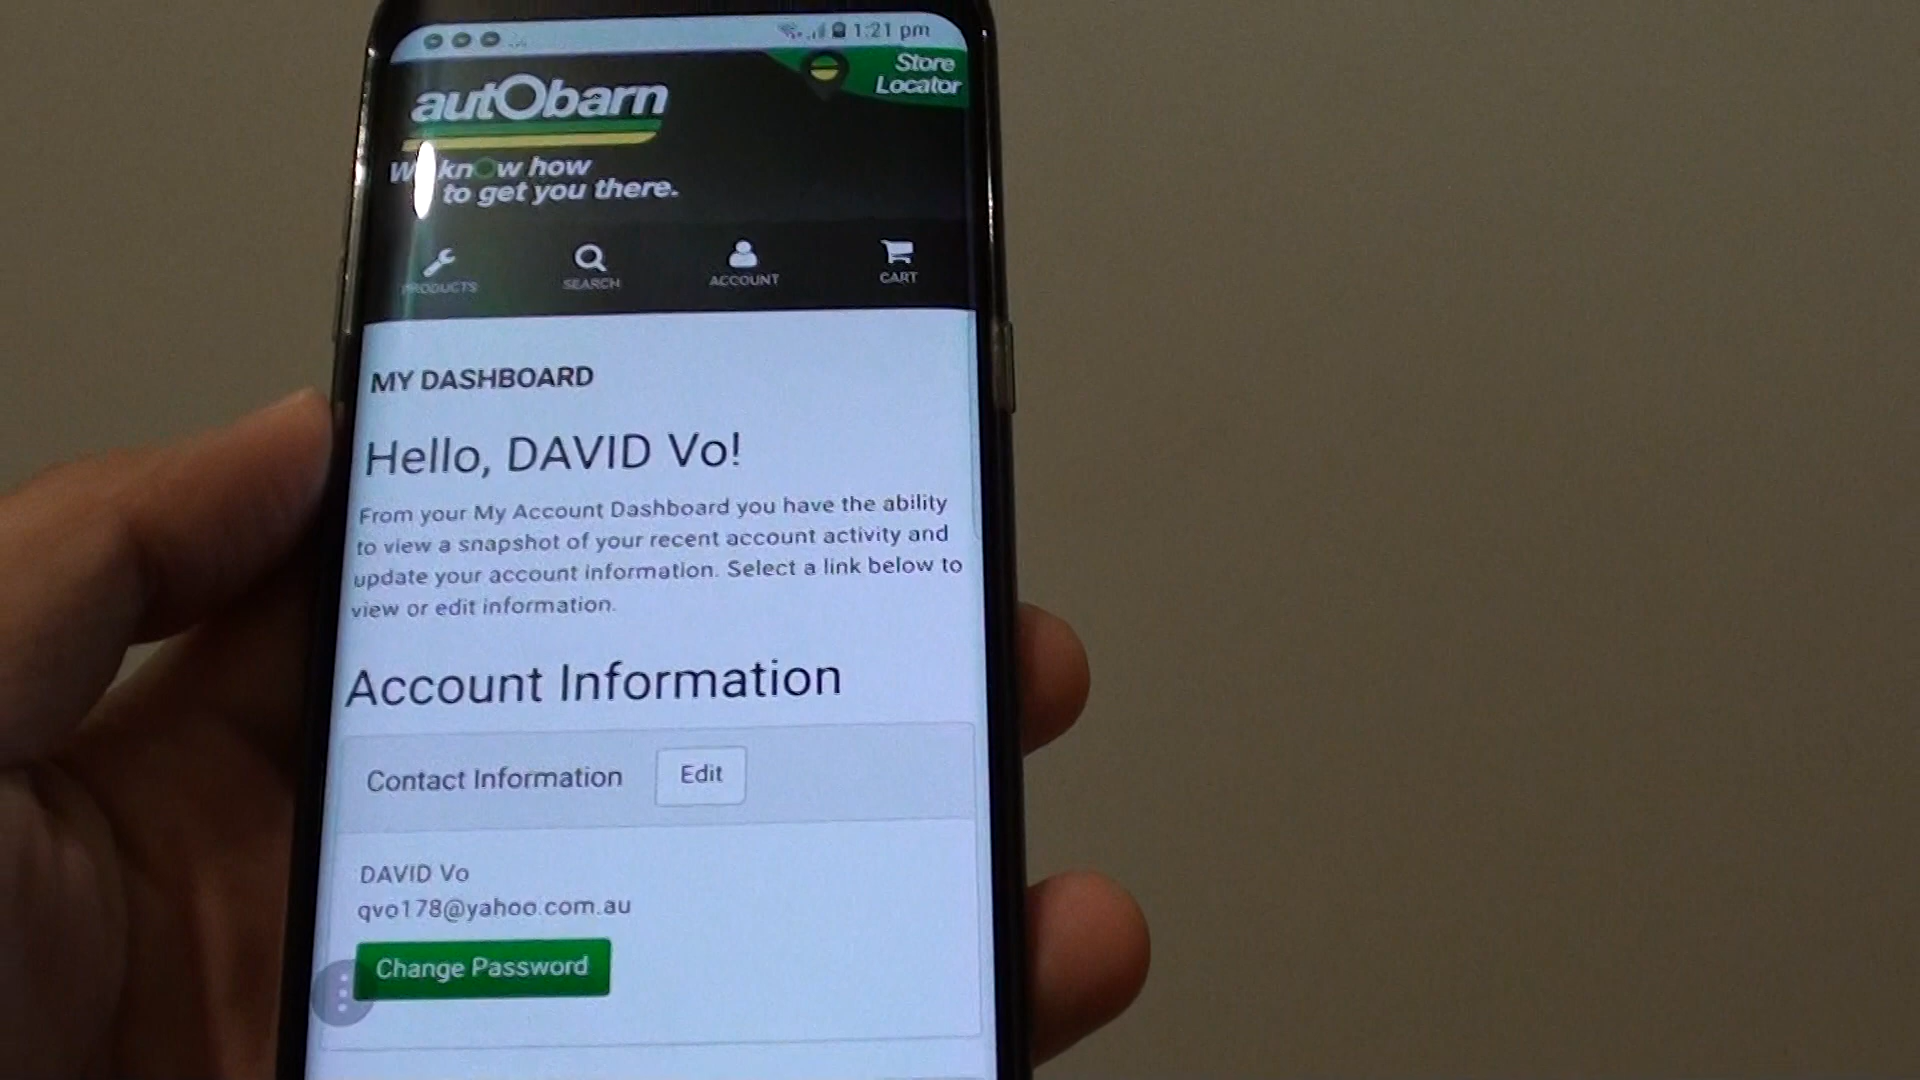 1:21 pm
Store
Locator
autObarn
We know how
to get you there.
PRODUCTS
SEARCH
ACCOUNT
CART
MY DASHBOARD
Hello, DAVID Vo!
From your My Account Dashboard you have the ability
to view a snapshot of your recent account activity and
update your account information. Select a link below to
view or edit information.
Account Information
Contact Information
Edit
DAVID Vo
qvo178@yahoo.com.au
Change Password